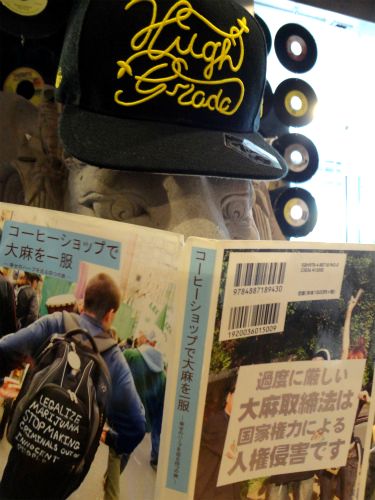 High
Grade
コーヒーショップで
大麻を一服
LEGALIZE
MARIJUANA
STOP MAKING
CRIMINALS OUT OF
INNOCENT
PEOPLE
コーヒーショップで大麻を一服
9784887189430
1920036015009
過度に厳しい
大麻取締法は
国家権力による
人権侵害です